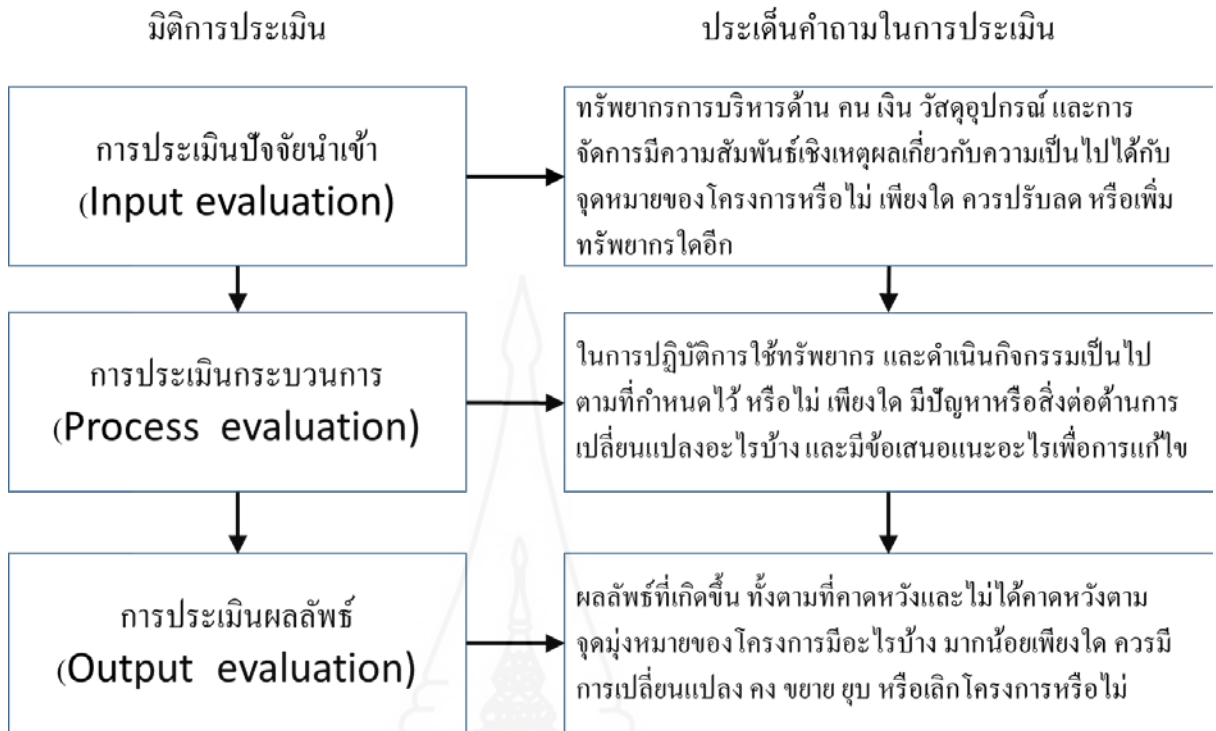 มิติการประเมิน
ประเด็นคำถามในการประเมิน
การประเมินปัจจัยนำเข้า
(Input evaluation)
ทรัพยากรการบริหารด้าน คน เงิน วัสดุอุปกรณ์ และการ
จัดการมีความสัมพันธ์เชิงเหตุผลเกี่ยวกับความเป็นไปได้กับ
จุดหมายของโครงการหรือไม่ เพียงใด ควรปรับลด หรือเพิ่ม
ทรัพยากรใดอีก
การประเมินกระบวนการ
(Process evaluation)
ในการปฏิบัติการใช้ทรัพยากร และดำเนินกิจกรรมเป็นไป
ตามที่กำหนดไว้ หรือไม่ เพียงใด มีปัญหาหรือสิ่งต่อต้านการ
เปลี่ยนแปลงอะไรบ้าง และมีข้อเสนอแนะอะไรเพื่อการแก้ไข
การประเมินผลลัพธ์
(Output evaluation)
ผลลัพธ์ที่เกิดขึ้น ทั้งตามที่คาดหวังและไม่ได้คาดหวังตาม
จุดมุ่งหมายของโครงการมีอะไรบ้าง มากน้อยเพียงใด ควรมี
การเปลี่ยนแปลง คง ขยาย ยุบ หรือเลิกโครงการหรือไม่